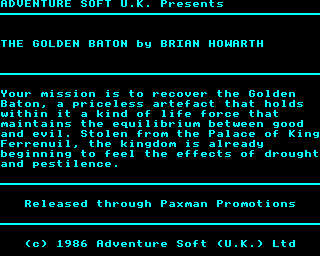 ADVENTURE SOFT U.K. Presents
THE GOLDEN BATON by BRIAN HOWARTH
Your mission is to recover the Golden
Baton, a priceless artefact that holds
within it a kind of life force that
maintains the equilibrium between good
and evil. Stolen from the Palace of King
Ferrenuil, the kingdom is already
beginning to feel the effects of drought
and pestilence.
Released through Paxman Promotions
(c) 1986 Adventure Soft (U.K.) Ltd